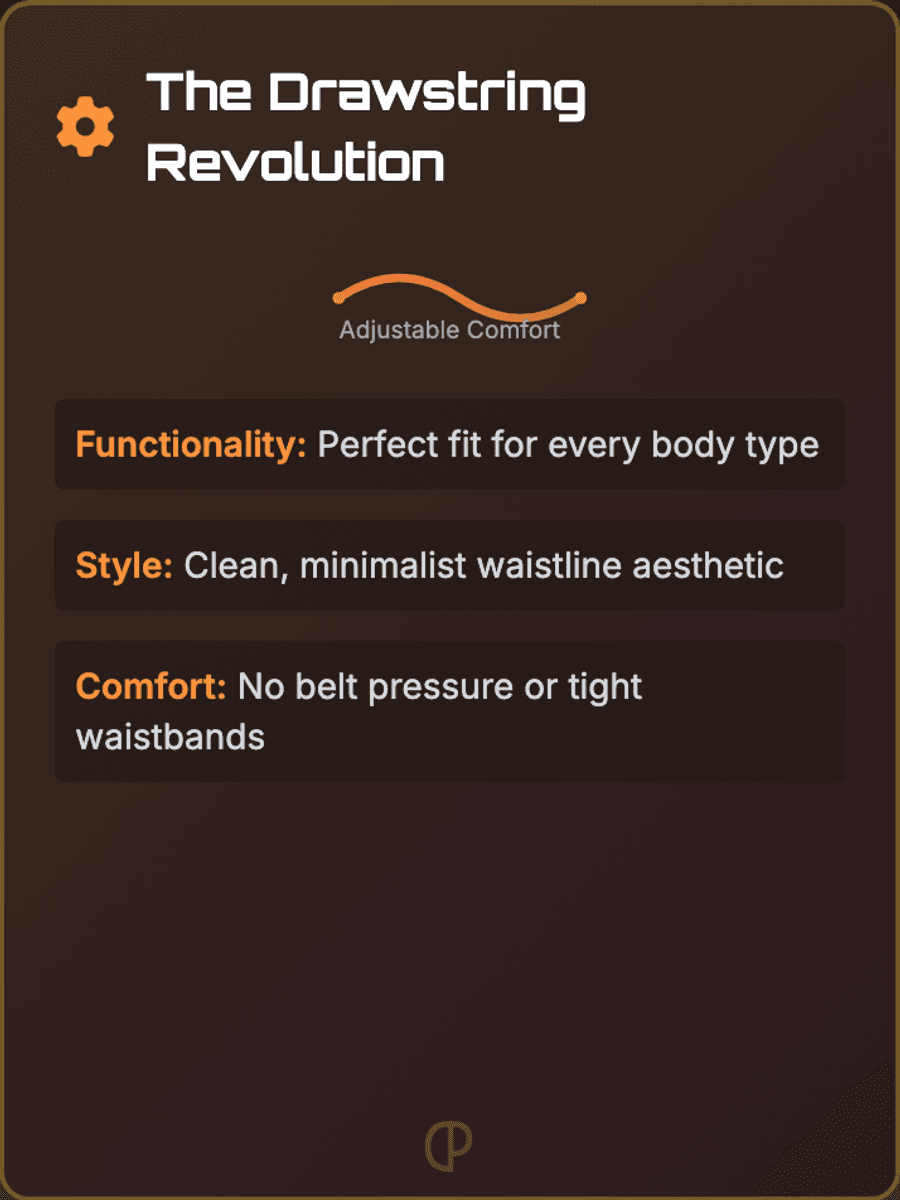 The Drawstring
Revolution
Adjustable Comfort
Functionality: Perfect fit for every body type
Style: Clean, minimalist waistline aesthetic
Comfort: No belt pressure or tight
waistbands